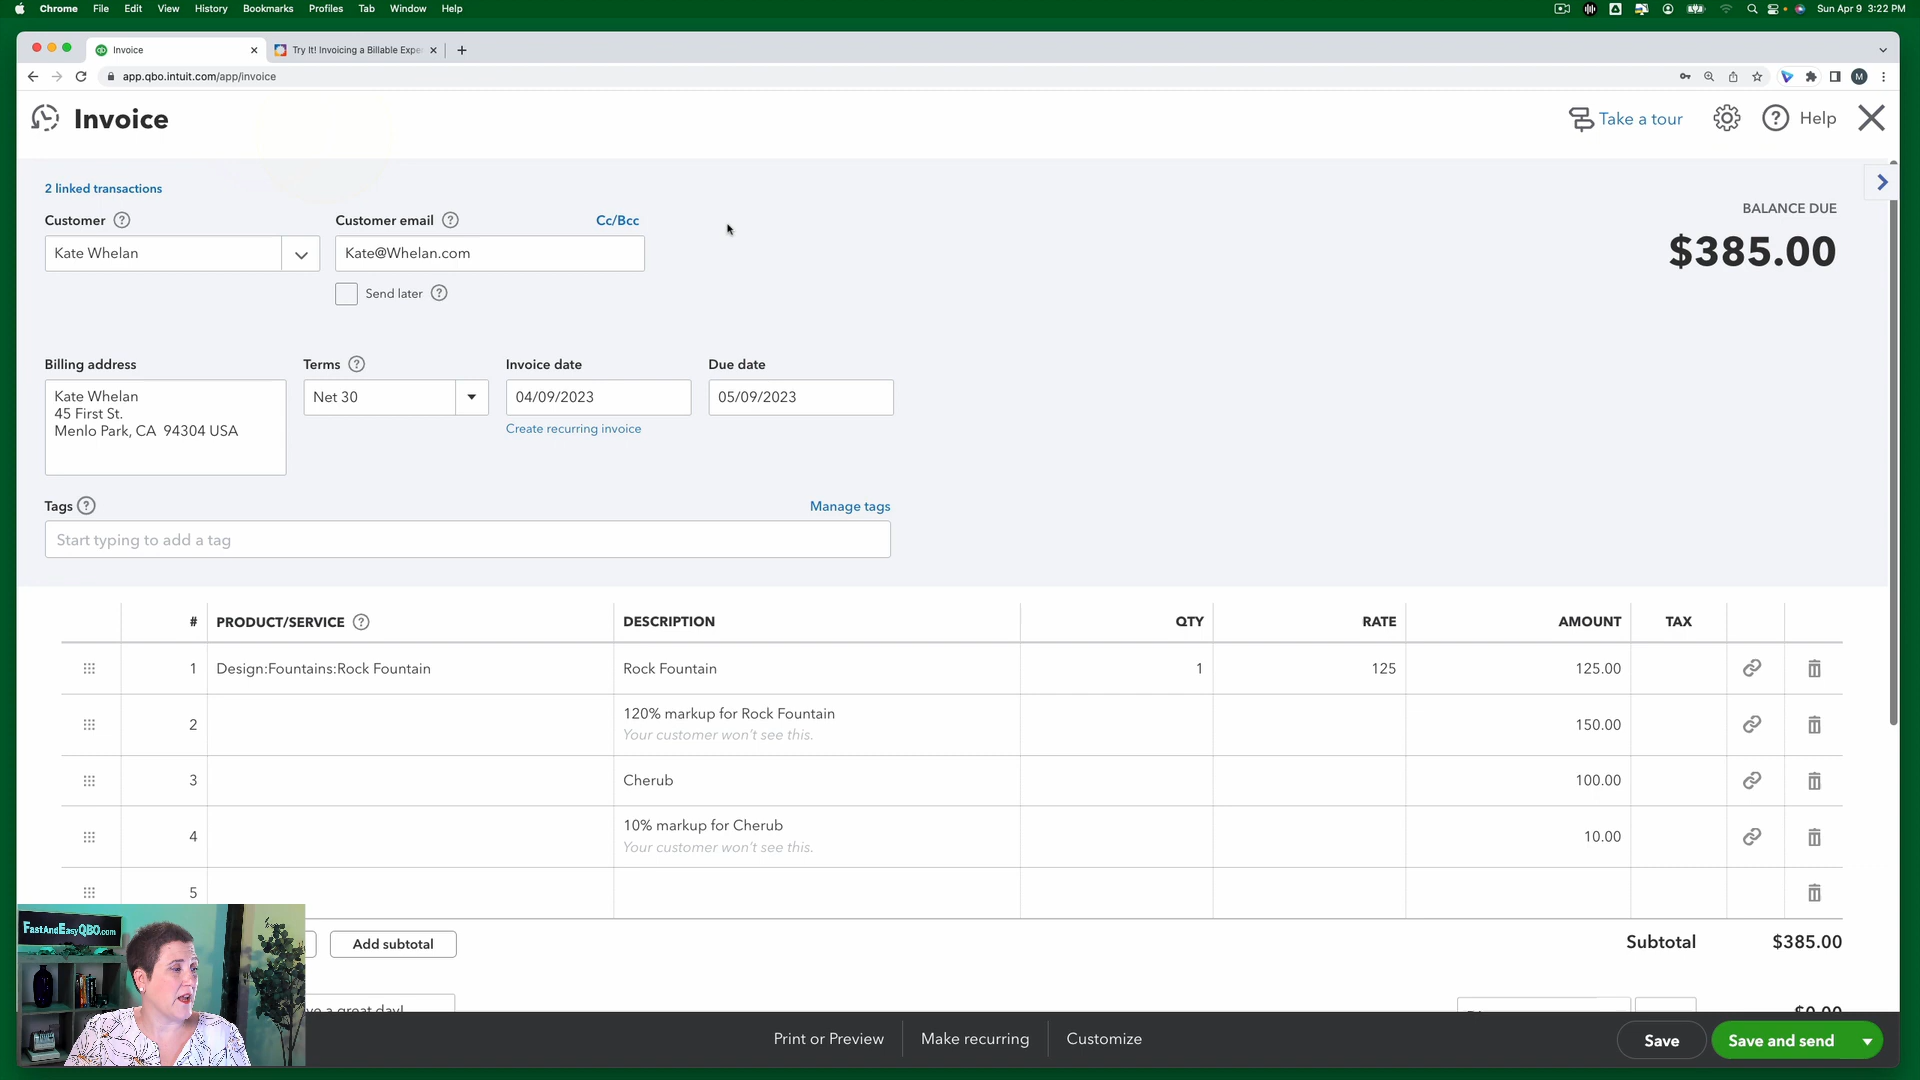 Chrome File Edit View History Bookmarks Profiles Tab Window Help
Sun Apr 9 3:22 PM
Invoice
Try It! Invoicing a Billable Expe
app.qbo.intuit.com/app/invoice
M
Invoice
Take a tour
Help
2 linked transactions
BALANCE DUE
$385.00
Customer
Customer email
Cc/Bcc
Kate Whelan
Kate@Whelan.com
Send later
Billing address
Terms
Invoice date
Due date
Kate Whelan
45 First St.
Menlo Park, CA 94304 USA
Net 30
04/09/2023
05/09/2023
Create recurring invoice
Tags
Manage tags
Start typing to add a tag
# PRODUCT/SERVICE DESCRIPTION QTY RATE AMOUNT TAX
1 Design:Fountains:Rock Fountain Rock Fountain 1 125 125.00
2 120% markup for Rock Fountain 150.00
Your customer won't see this.
3 Cherub 100.00
4 10% markup for Cherub 10.00
Your customer won't see this.
5
FastAndEasyQBO.com
Add subtotal
Subtotal $385.00
ve a great day!
$0.00
Print or Preview
Make recurring
Customize
Save
Save and send